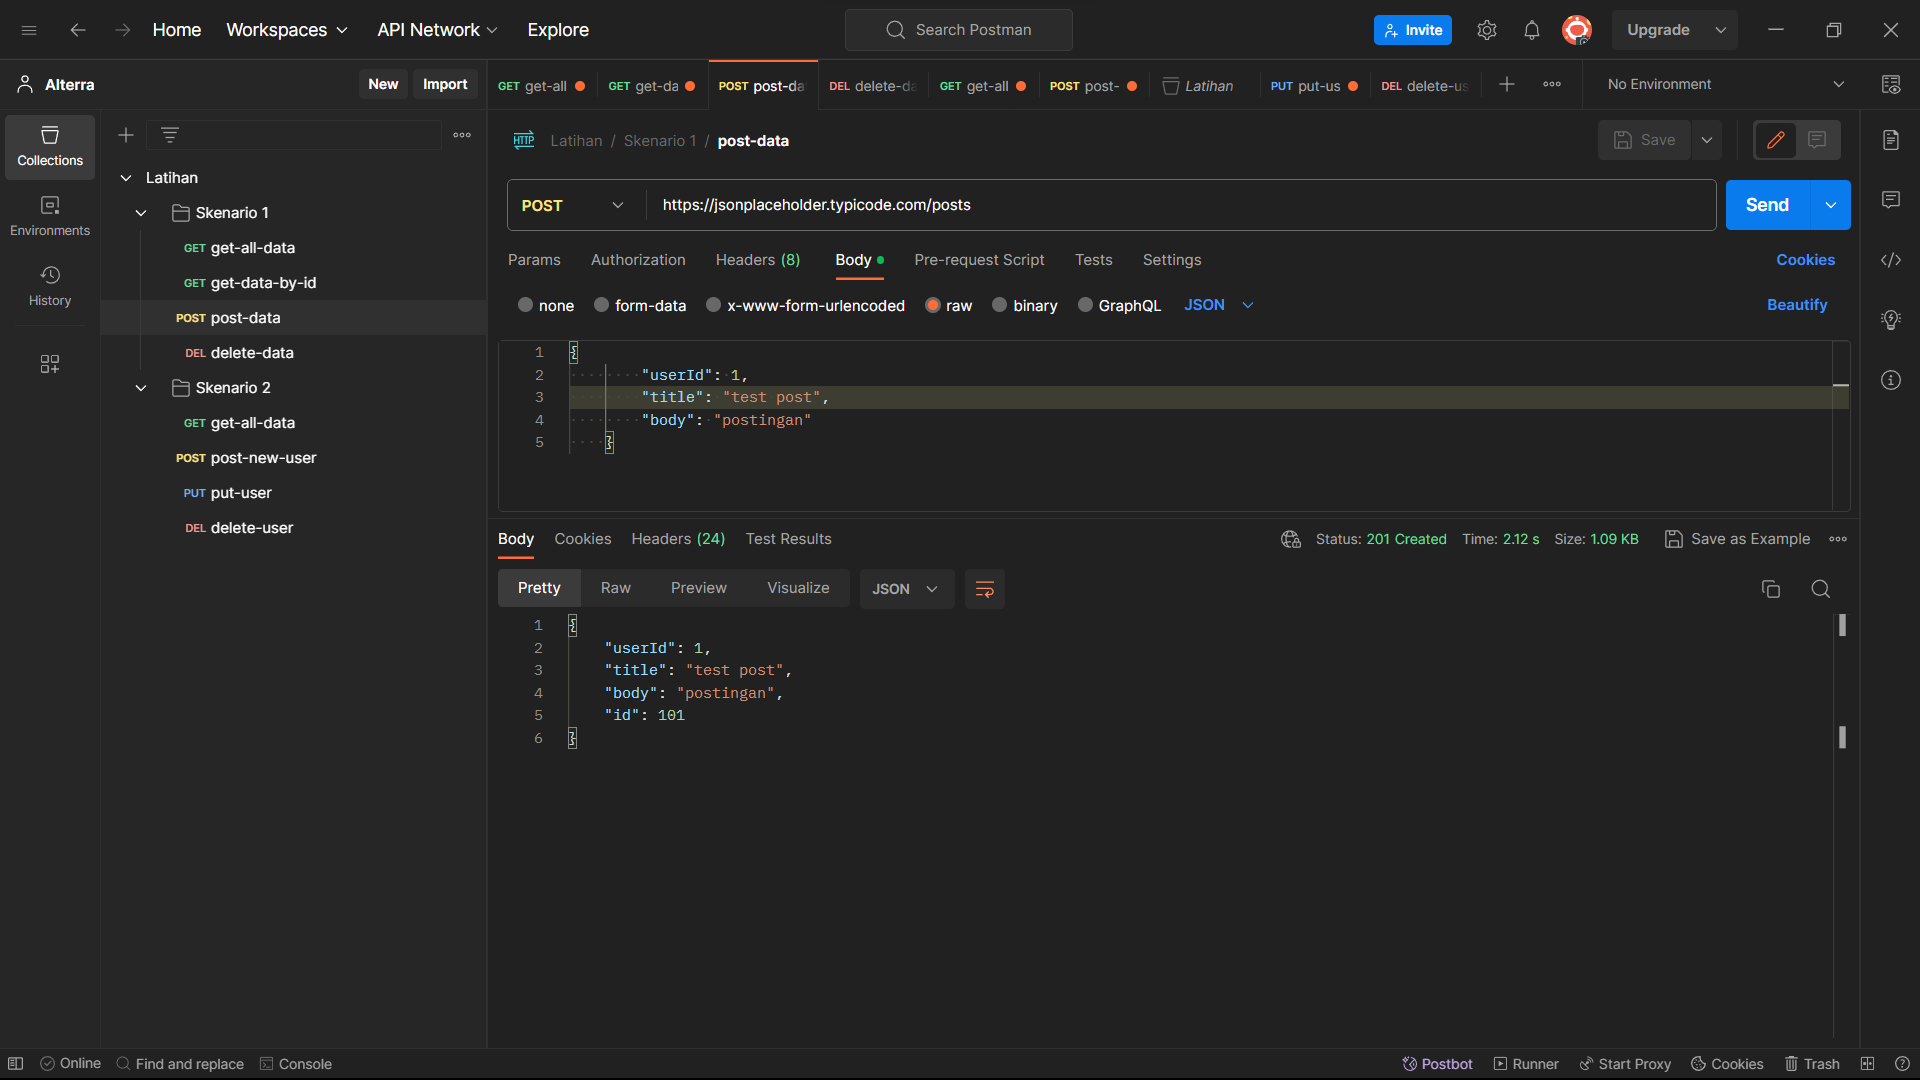 Home Workspaces API Network Explore Search Postman Invite Upgrade
Alterra New Import
GET get-all GET get-da POST post-da DEL delete-da GET get-all POST post- Latihan PUT put-us DEL delete-us No Environment
Collections
Environments
History
Latihan
Skenario 1
GET get-all-data
GET get-data-by-id
POST post-data
DEL delete-data
Skenario 2
GET get-all-data
POST post-new-user
PUT put-user
DEL delete-user
HTTP Latihan / Skenario 1 / post-data Save
POST https://jsonplaceholder.typicode.com/posts Send
Params Authorization Headers (8) Body Pre-request Script Tests Settings Cookies
none form-data x-www-form-urlencoded raw binary GraphQL JSON Beautify
1 {
2 "userId": 1,
3 "title": "test post",
4 "body": "postingan"
5 }
Body Cookies Headers (24) Test Results Status: 201 Created Time: 2.12 s Size: 1.09 KB Save as Example
Pretty Raw Preview Visualize JSON
1 {
2 "userId": 1,
3 "title": "test post",
4 "body": "postingan",
5 "id": 101
6 }
Online Find and replace Console Postbot Runner Start Proxy Cookies Trash